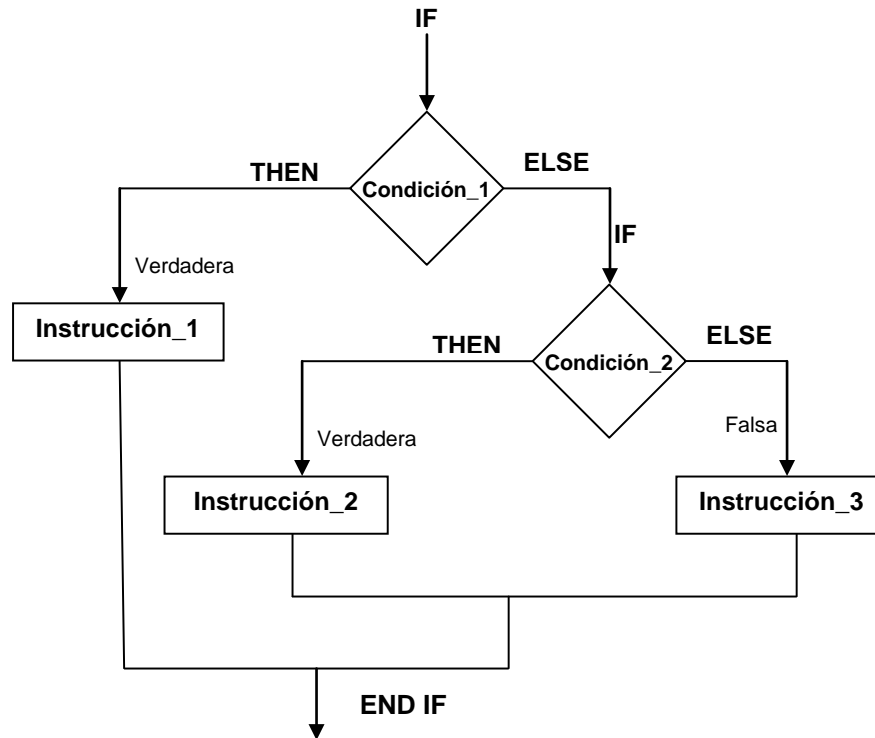 IF
THEN
ELSE
Condición_1
IF
Verdadera
Instrucción_1
THEN
ELSE
Condición_2
Verdadera
Falsa
Instrucción_2
Instrucción_3
END IF